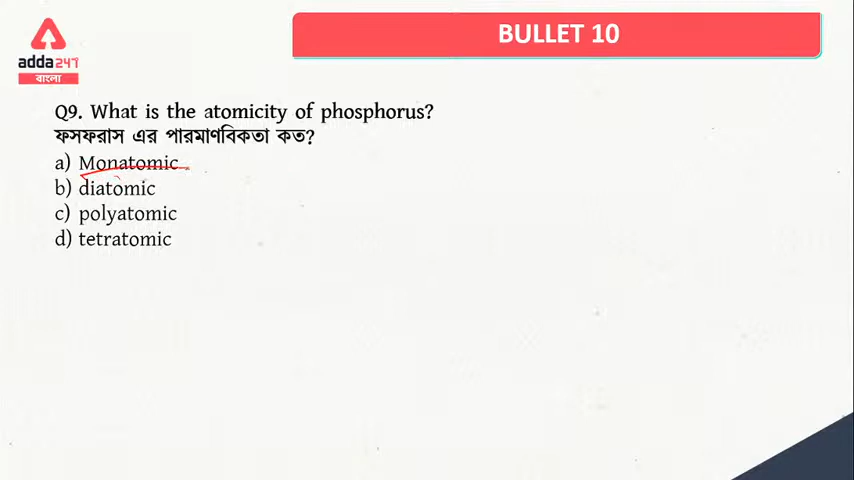 BULLET 10
adda247
বাংলা
Q9. What is the atomicity of phosphorus?
ফসফরাস এর পারমাণবিকতা কত?
a) Monatomic
b) diatomic
c) polyatomic
d) tetratomic